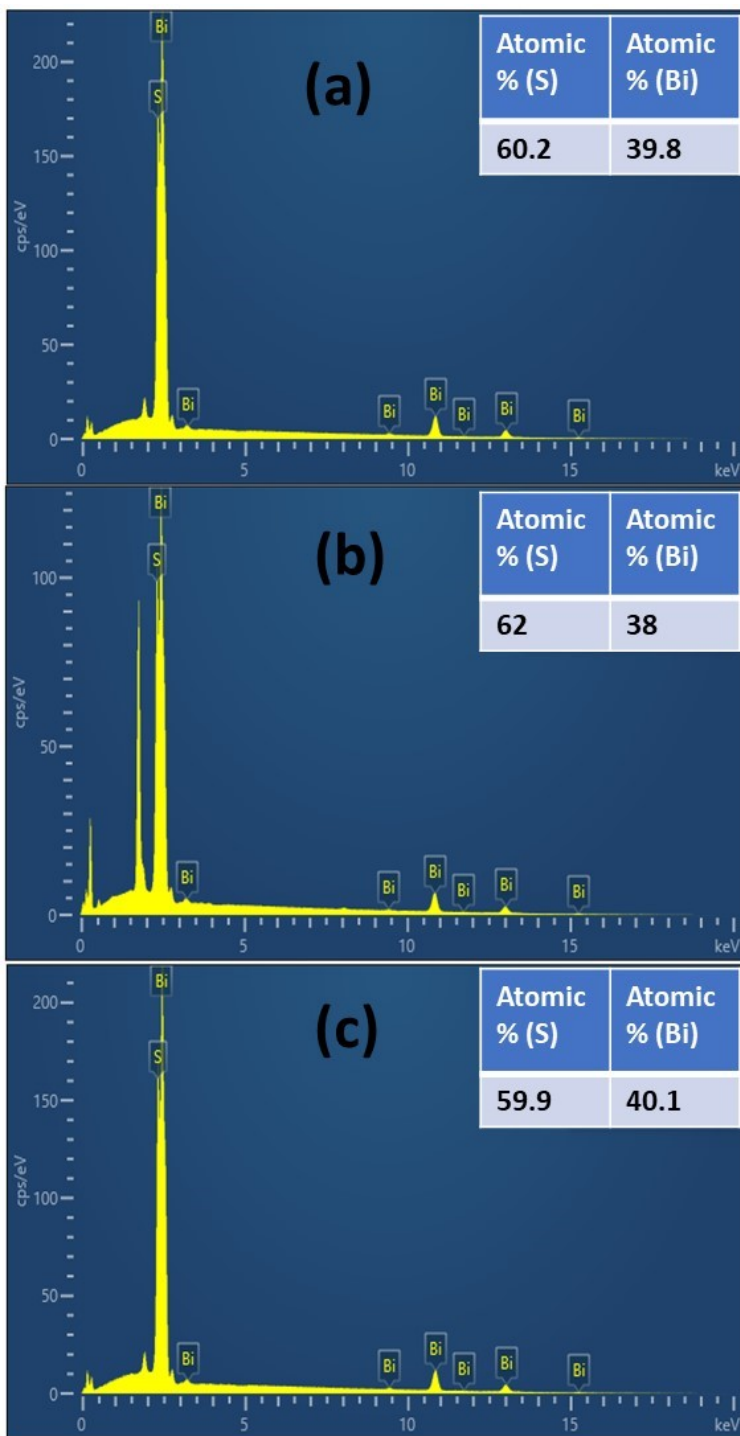 Bi
200
S
(a)
Atomic % (S)
Atomic % (Bi)
60.2
39.8
150
cps/eV
100
50
Bi
Bi
Bi
Bi
Bi
Bi
0
0
5
10
15
keV
Bi
S
(b)
Atomic % (S)
Atomic % (Bi)
62
38
100
cps/eV
50
Bi
Bi
Bi
Bi
Bi
Bi
0
0
5
10
15
keV
Bi
200
S
(c)
Atomic % (S)
Atomic % (Bi)
59.9
40.1
150
cps/eV
100
50
Bi
Bi
Bi
Bi
Bi
Bi
0
0
5
10
15
keV